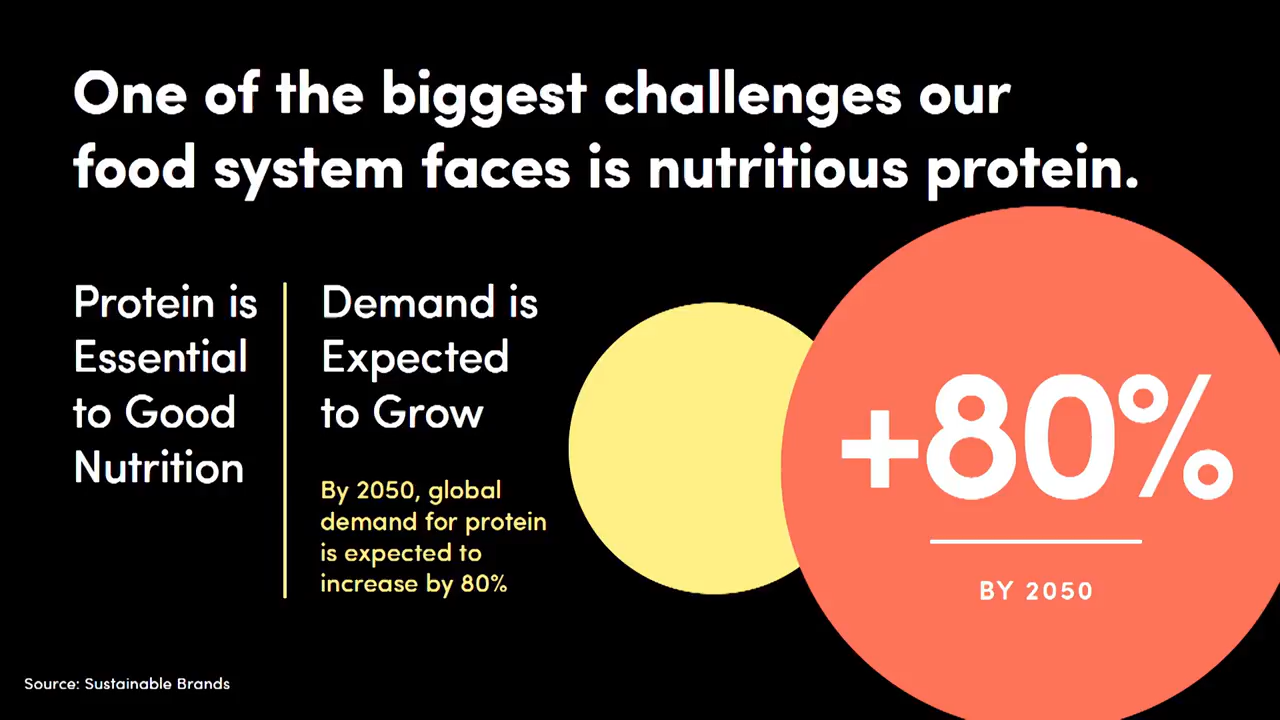 One of the biggest challenges our
food system faces is nutritious protein.
Protein is
Essential
to Good
Nutrition
Demand is
Expected
to Grow
By 2050, global
demand for protein
is expected to
increase by 80%
+80%
BY 2050
Source: Sustainable Brands